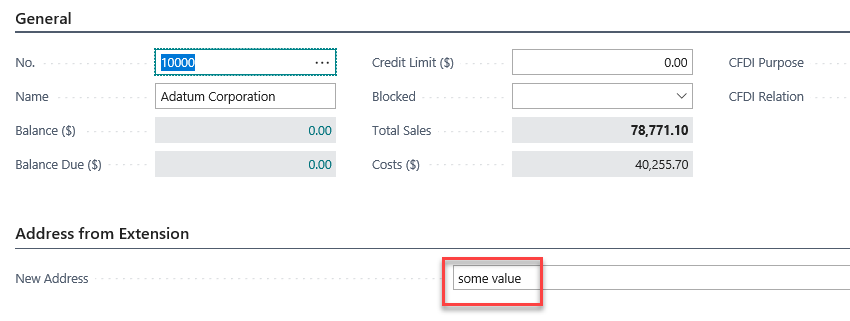 General
No. 10000 ... Credit Limit ($) 0.00 CFDI Purpose
Name Adatum Corporation Blocked CFDI Relation
Balance ($) 0.00 Total Sales 78,771.10
Balance Due ($) 0.00 Costs ($) 40,255.70
Address from Extension
New Address some value